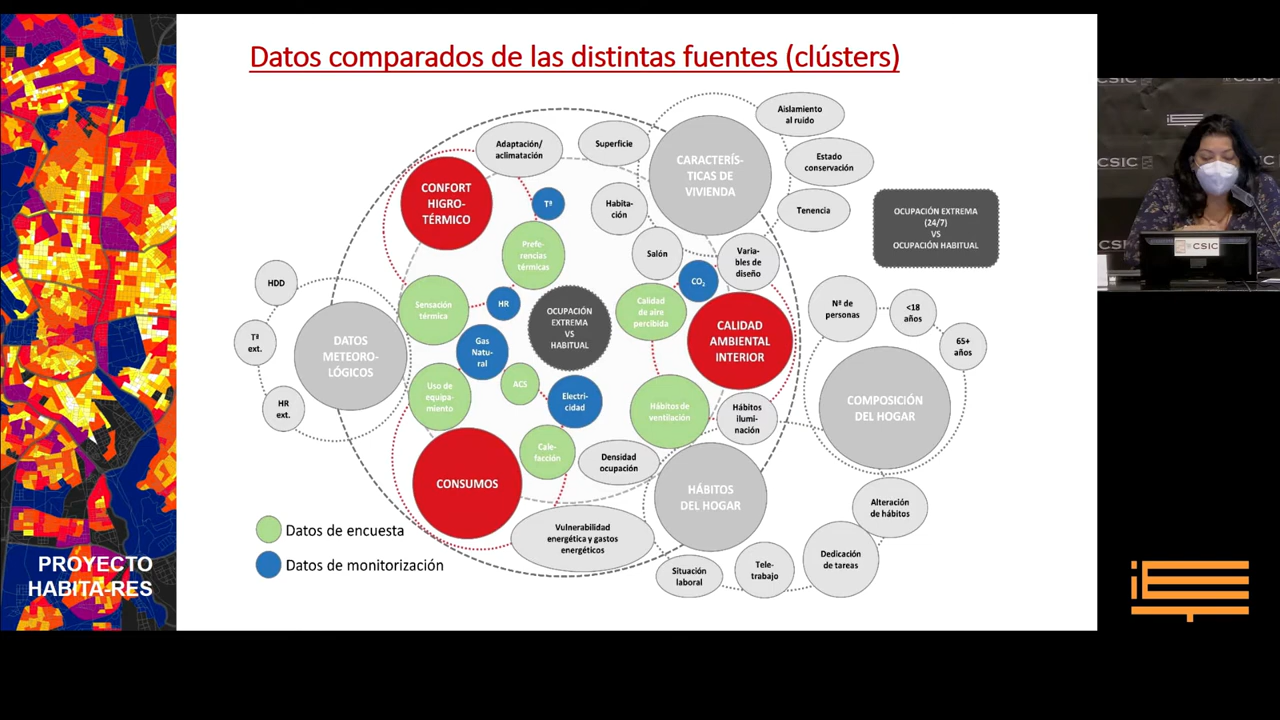 Datos comparados de las distintas fuentes (clústers)
Adaptación/
aclimatación
Superficie
CARACTERÍS-
TICAS DE
VIVIENDA
Aislamiento
al ruido
Estado
conservación
Tenencia
CONFORT
HIGRO-
TÉRMICO
Tª
Habita-
ción
Prefe-
rencias
térmicas
Salón
Varia-
bles de
diseño
CO₂
OCUPACIÓN EXTREMA
(24/7)
VS
OCUPACIÓN HABITUAL
HDD
Tª
ext.
HR
ext.
DATOS
METEORO-
LÓGICOS
Sensación
térmica
HR
Gas
Natu-
ral
OCUPACIÓN
EXTREMA
VS
HABITUAL
Calidad
de aire
percibida
CALIDAD
AMBIENTAL
INTERIOR
Nº de
personas
<18
años
65+
años
COMPOSICIÓN
DEL HOGAR
Uso de
equipa-
miento
ACS
Electri-
cidad
Hábitos de
ventilación
Hábitos
ilumi-
nación
CONSUMOS
Cale-
facción
Densidad
ocupación
HÁBITOS
DEL HOGAR
Vulnerabilidad
energética y gastos
energéticos
Situación
laboral
Tele-
trabajo
Dedicación
de tareas
Alteración
de hábitos
Datos de encuesta
Datos de monitorización
PROYECTO
HABITA-RES
CSIC
CSIC
CSIC